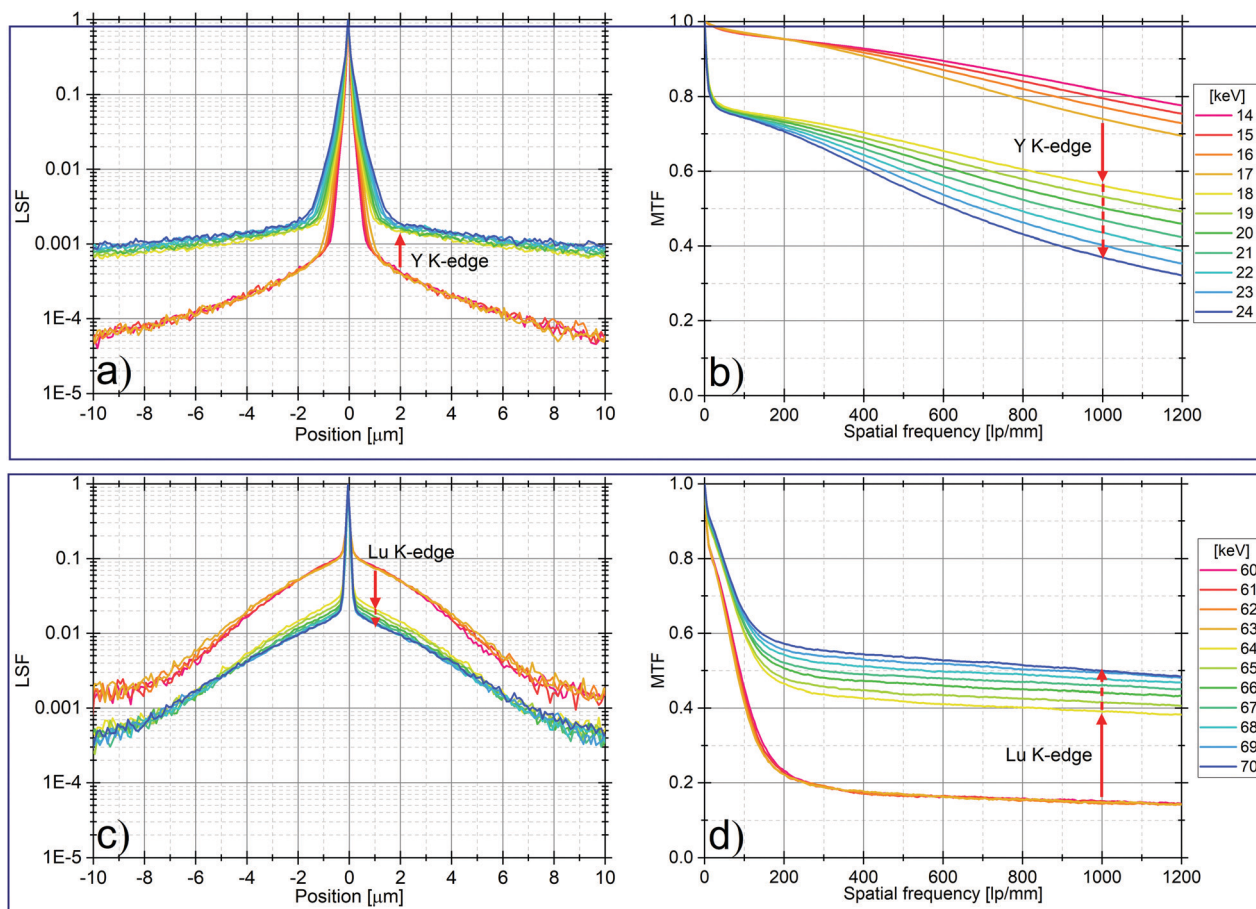 1
0.1
0.01
0.001
1E-4
1E-5
LSF
Y K-edge
a)
-10 -8 -6 -4 -2 0 2 4 6 8 10
Position [μm]
1.0
0.8
0.6
0.4
0.2
0.0
MTF
Y K-edge
b)
0 200 400 600 800 1000 1200
Spatial frequency [lp/mm]
[keV]
14
15
16
17
18
19
20
21
22
23
24
1
0.1
0.01
0.001
1E-4
1E-5
LSF
Lu K-edge
c)
-10 -8 -6 -4 -2 0 2 4 6 8 10
Position [μm]
1.0
0.8
0.6
0.4
0.2
0.0
MTF
Lu K-edge
d)
0 200 400 600 800 1000 1200
Spatial frequency [lp/mm]
[keV]
60
61
62
63
64
65
66
67
68
69
70